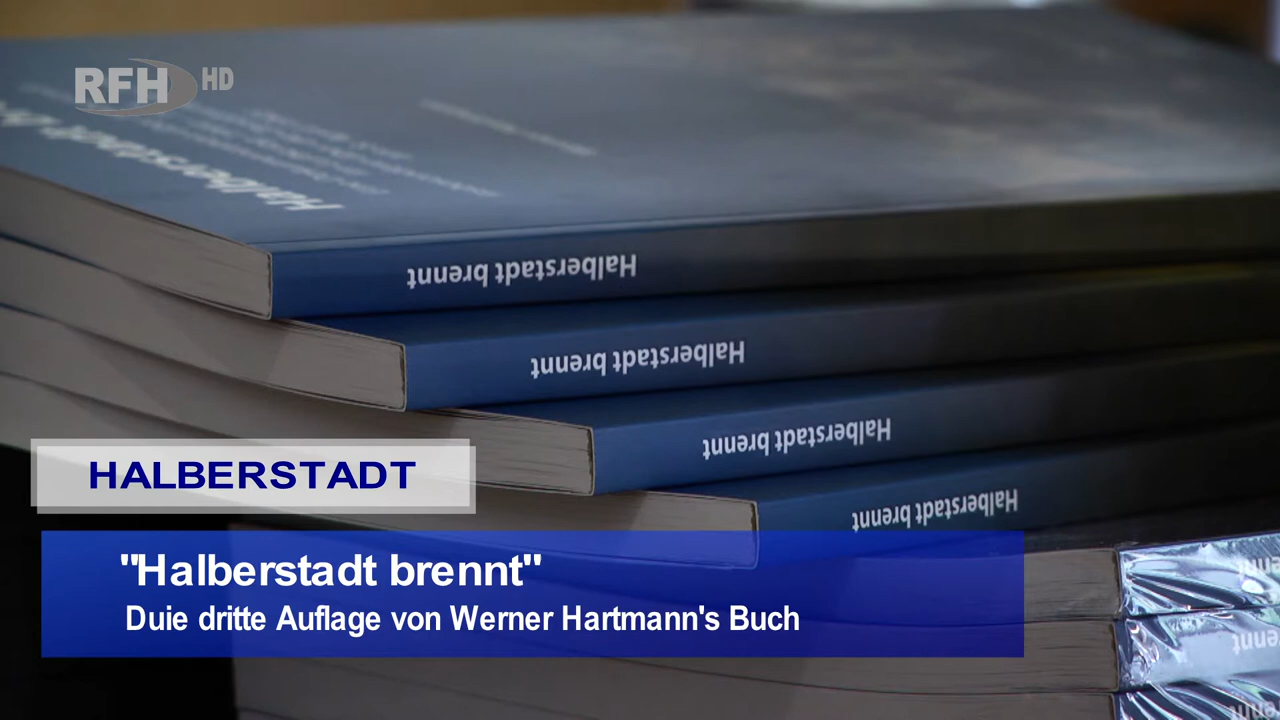 RFH HD
Halberstadt
Halberstadt brennt
Halberstadt brennt
Halberstadt brennt
Halberstadt brennt
HALBERSTADT
"Halberstadt brennt"
Duie dritte Auflage von Werner Hartmann's Buch